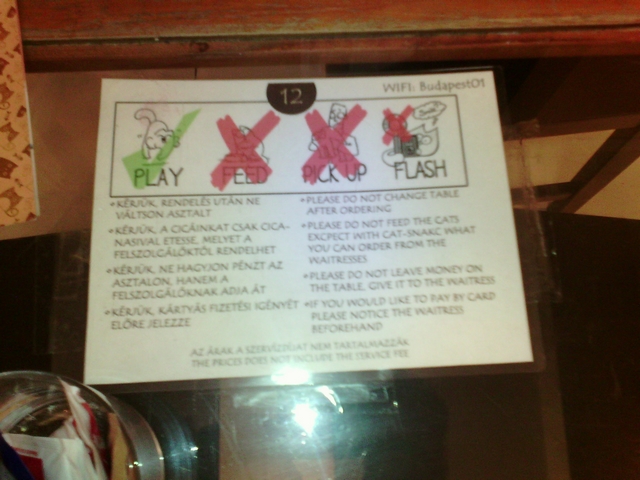 12
WIFI: Budapest01
PLAY
FEED
PICK UP
FLASH
•KÉRJÜK, RENDELÉS UTÁN NE
VÁLTSON ASZTALT
•KÉRJÜK, A CICÁINKAT CSAK CICA-
NASIVAL ETESSE, MELYET A
FELSZOLGÁLÓKTÓL RENDELHET
•KÉRJÜK, NE HAGYJON PÉNZT AZ
ASZTALON, HANEM A
FELSZOLGÁLÓKNAK ADJA ÁT
•KÉRJÜK, KÁRTYÁS FIZETÉSI IGÉNYÉT
ELŐRE JELEZZE
•PLEASE DO NOT CHANGE TABLE
AFTER ORDERING
•PLEASE DO NOT FEED THE CATS
EXCPECT WITH CAT-SNAKC WHAT
YOU CAN ORDER FROM THE
WAITRESSES
•PLEASE DO NOT LEAVE MONEY ON
THE TABLE, GIVE IT TO THE WAITRESS
•IF YOU WOULD LIKE TO PAY BY CARD
PLEASE NOTICE THE WAITRESS
BEFOREHAND
AZ ÁRAK A SZERVÍZDÍJAT NEM TARTALMAZZÁK
THE PRICES DOES NOT INCLUDE THE SERVICE FEE